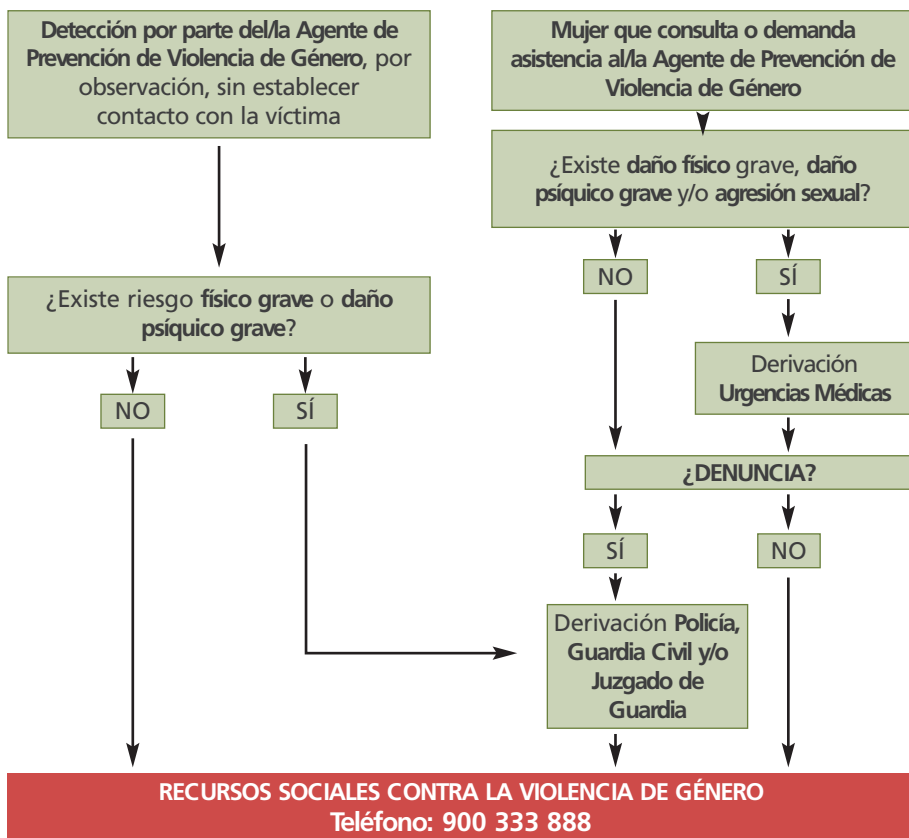 Detección por parte del/la Agente de
Prevención de Violencia de Género, por
observación, sin establecer
contacto con la víctima
¿Existe riesgo físico grave o daño
psíquico grave?
NO
SÍ
Mujer que consulta o demanda
asistencia al/la Agente de Prevención de
Violencia de Género
¿Existe daño físico grave, daño
psíquico grave y/o agresión sexual?
NO
SÍ
Derivación
Urgencias Médicas
¿DENUNCIA?
SÍ
NO
Derivación Policía,
Guardia Civil y/o
Juzgado de
Guardia
RECURSOS SOCIALES CONTRA LA VIOLENCIA DE GÉNERO
Teléfono: 900 333 888